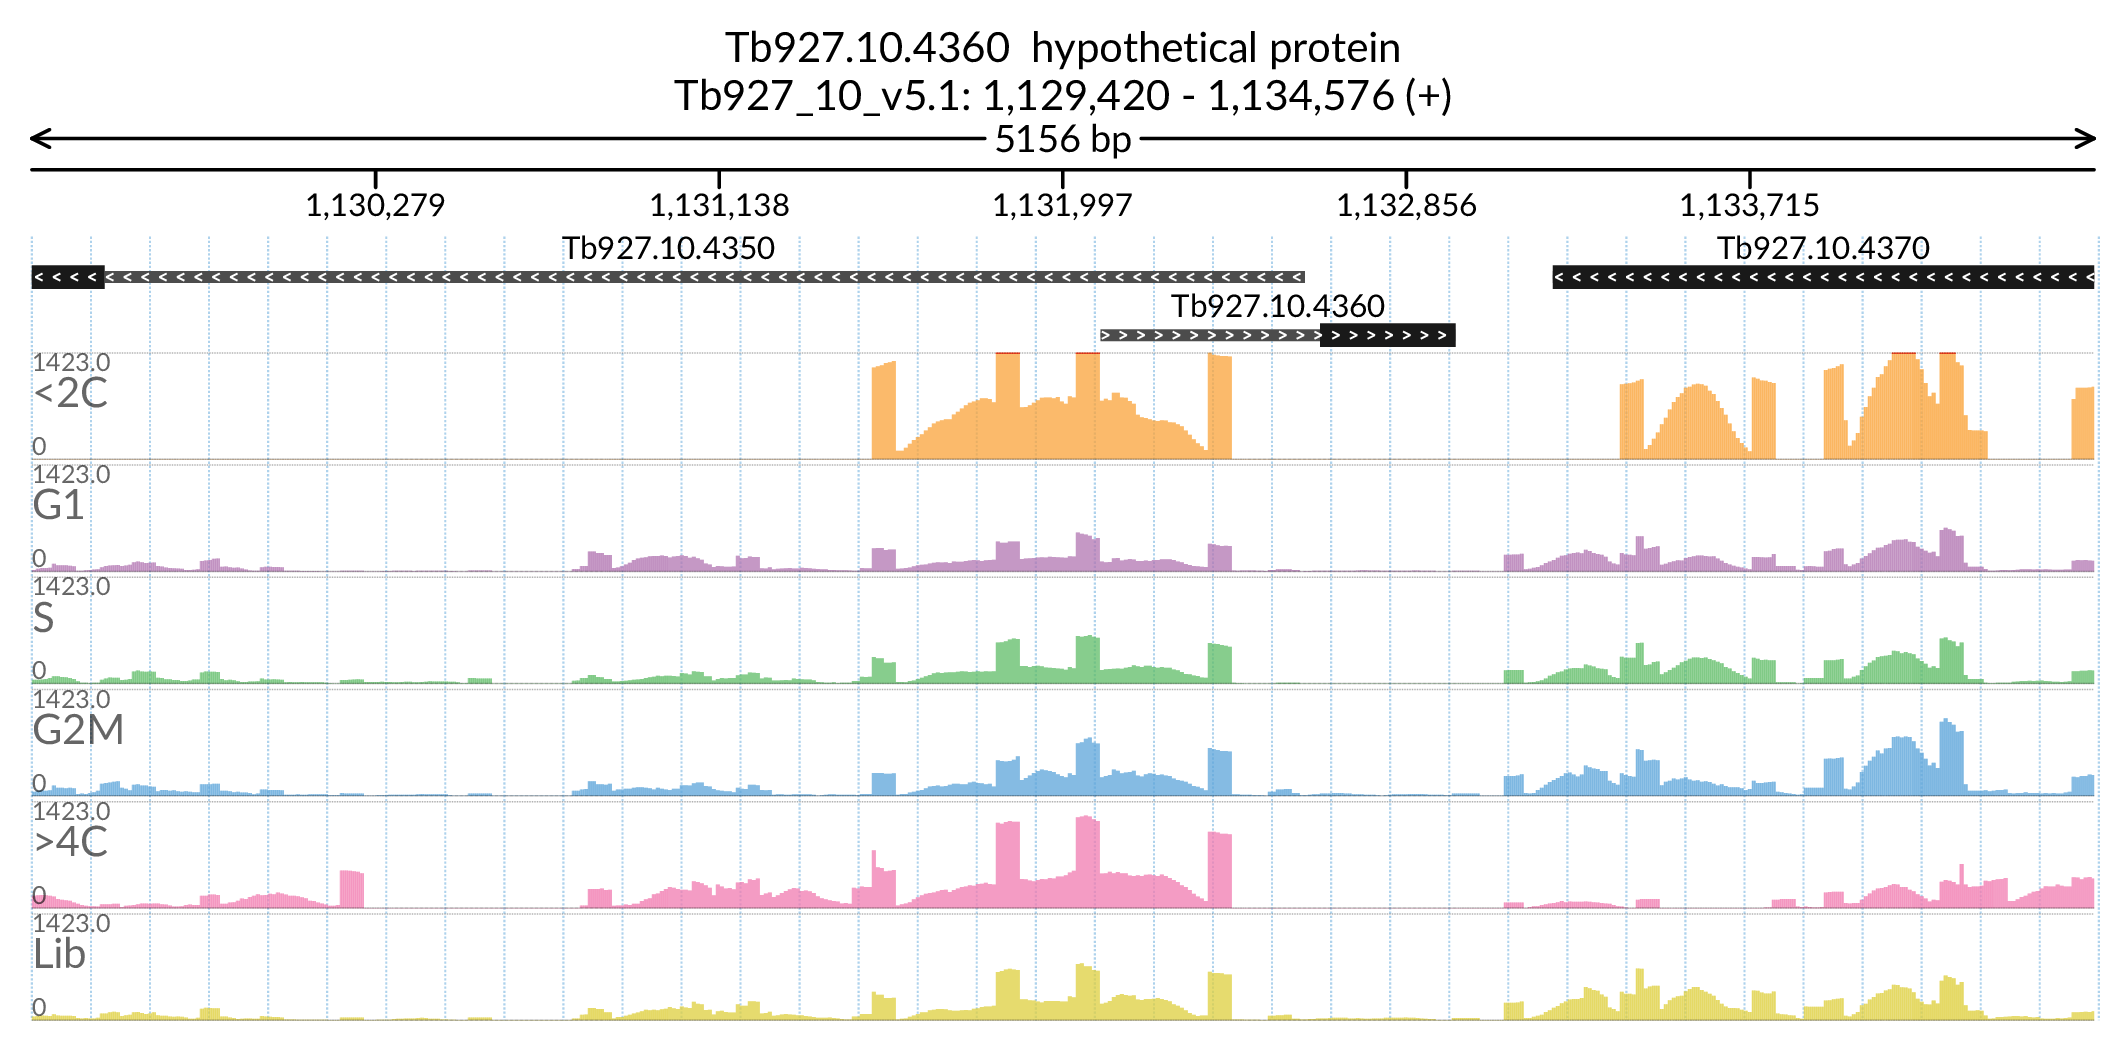 Tb927.10.4360 hypothetical protein
Tb927_10_v5.1: 1,129,420 - 1,134,576 (+)
5156 bp
1,130,279 1,131,138 1,131,997 1,132,856 1,133,715
Tb927.10.4350 Tb927.10.4370
Tb927.10.4360
1423.0
<2C
0
1423.0
G1
0
1423.0
S
0
1423.0
G2M
0
1423.0
>4C
0
1423.0
Lib
0